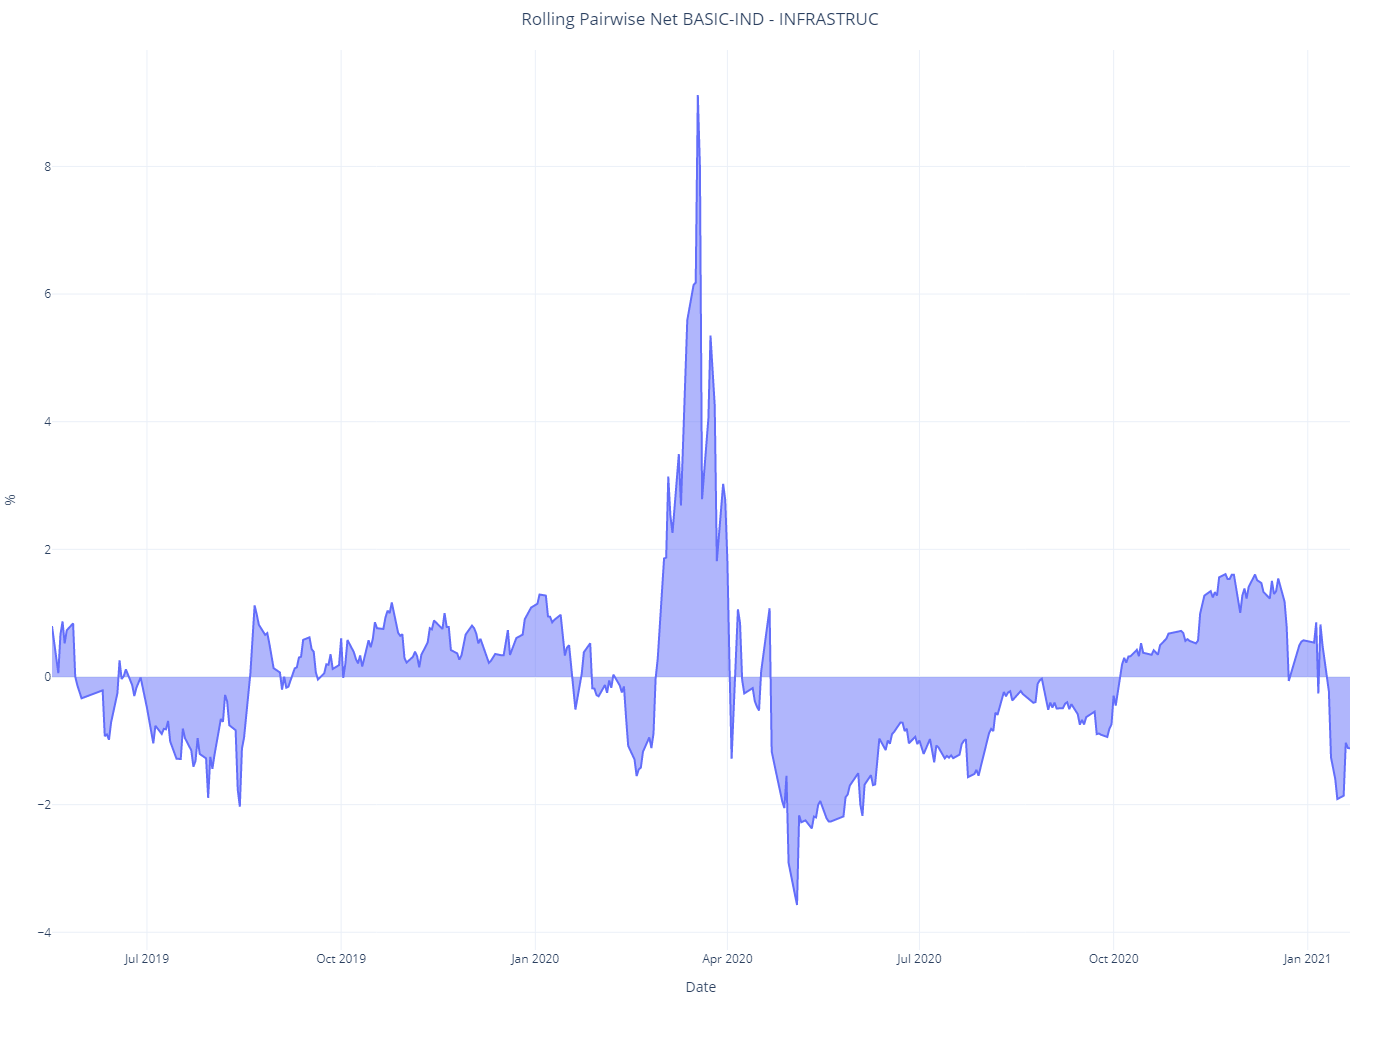 Rolling Pairwise Net BASIC-IND - INFRASTRUC
8
6
4
2
0
−2
−4
%
Jul 2019 Oct 2019 Jan 2020 Apr 2020 Jul 2020 Oct 2020 Jan 2021
Date